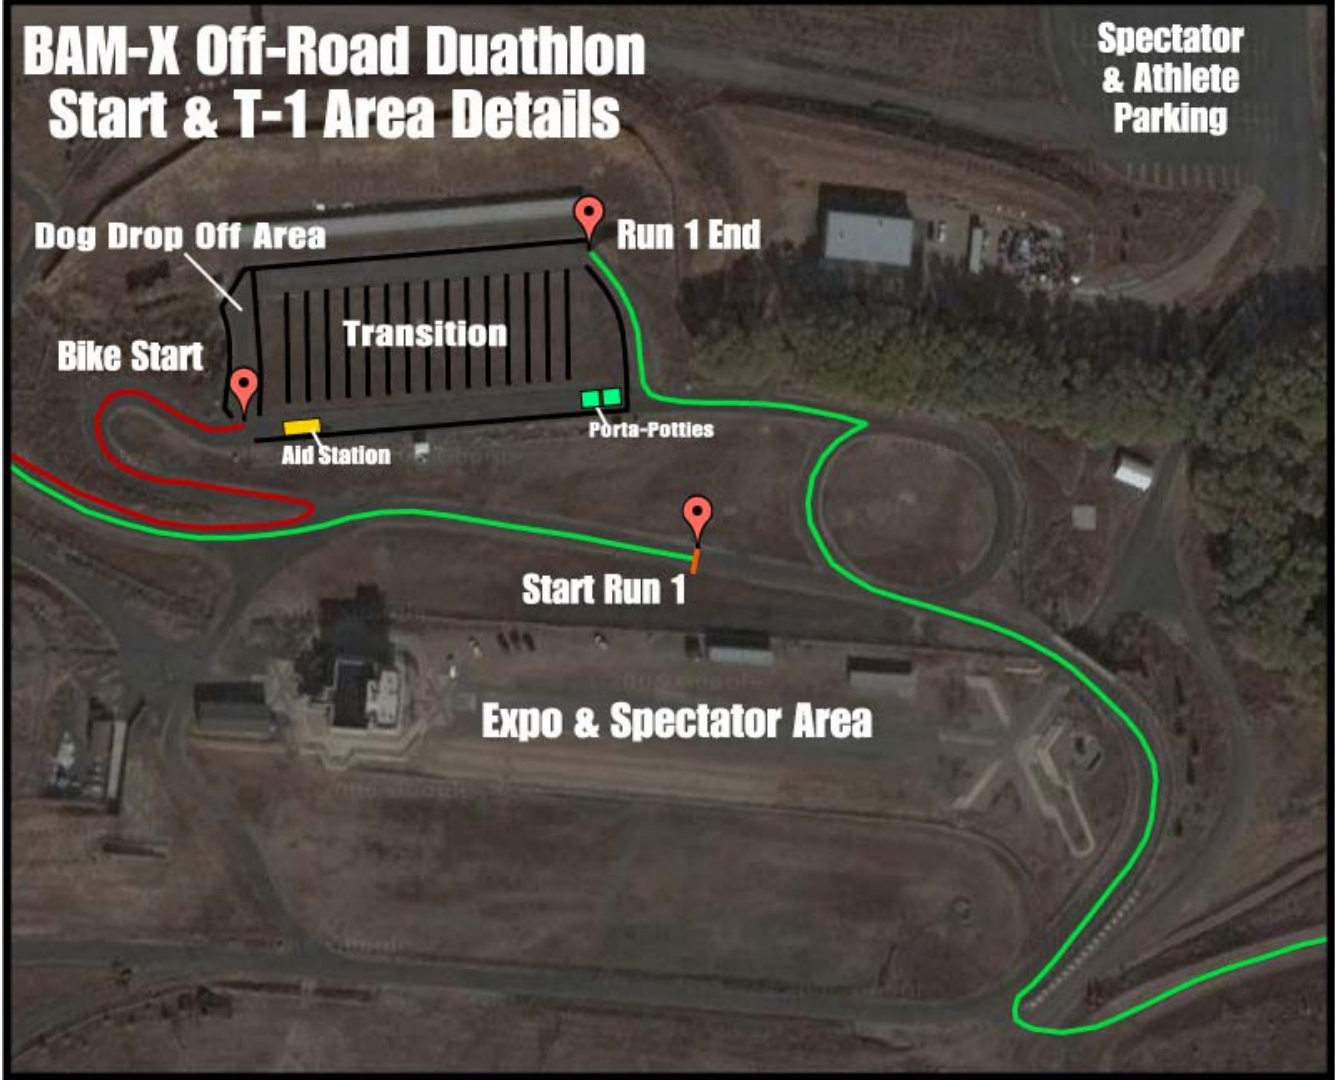 BAM-X Off-Road Duathlon
Start & T-1 Area Details
Spectator
& Athlete
Parking
Dog Drop Off Area
Run 1 End
Transition
Bike Start
Porta-Potties
Aid Station
Start Run 1
Expo & Spectator Area